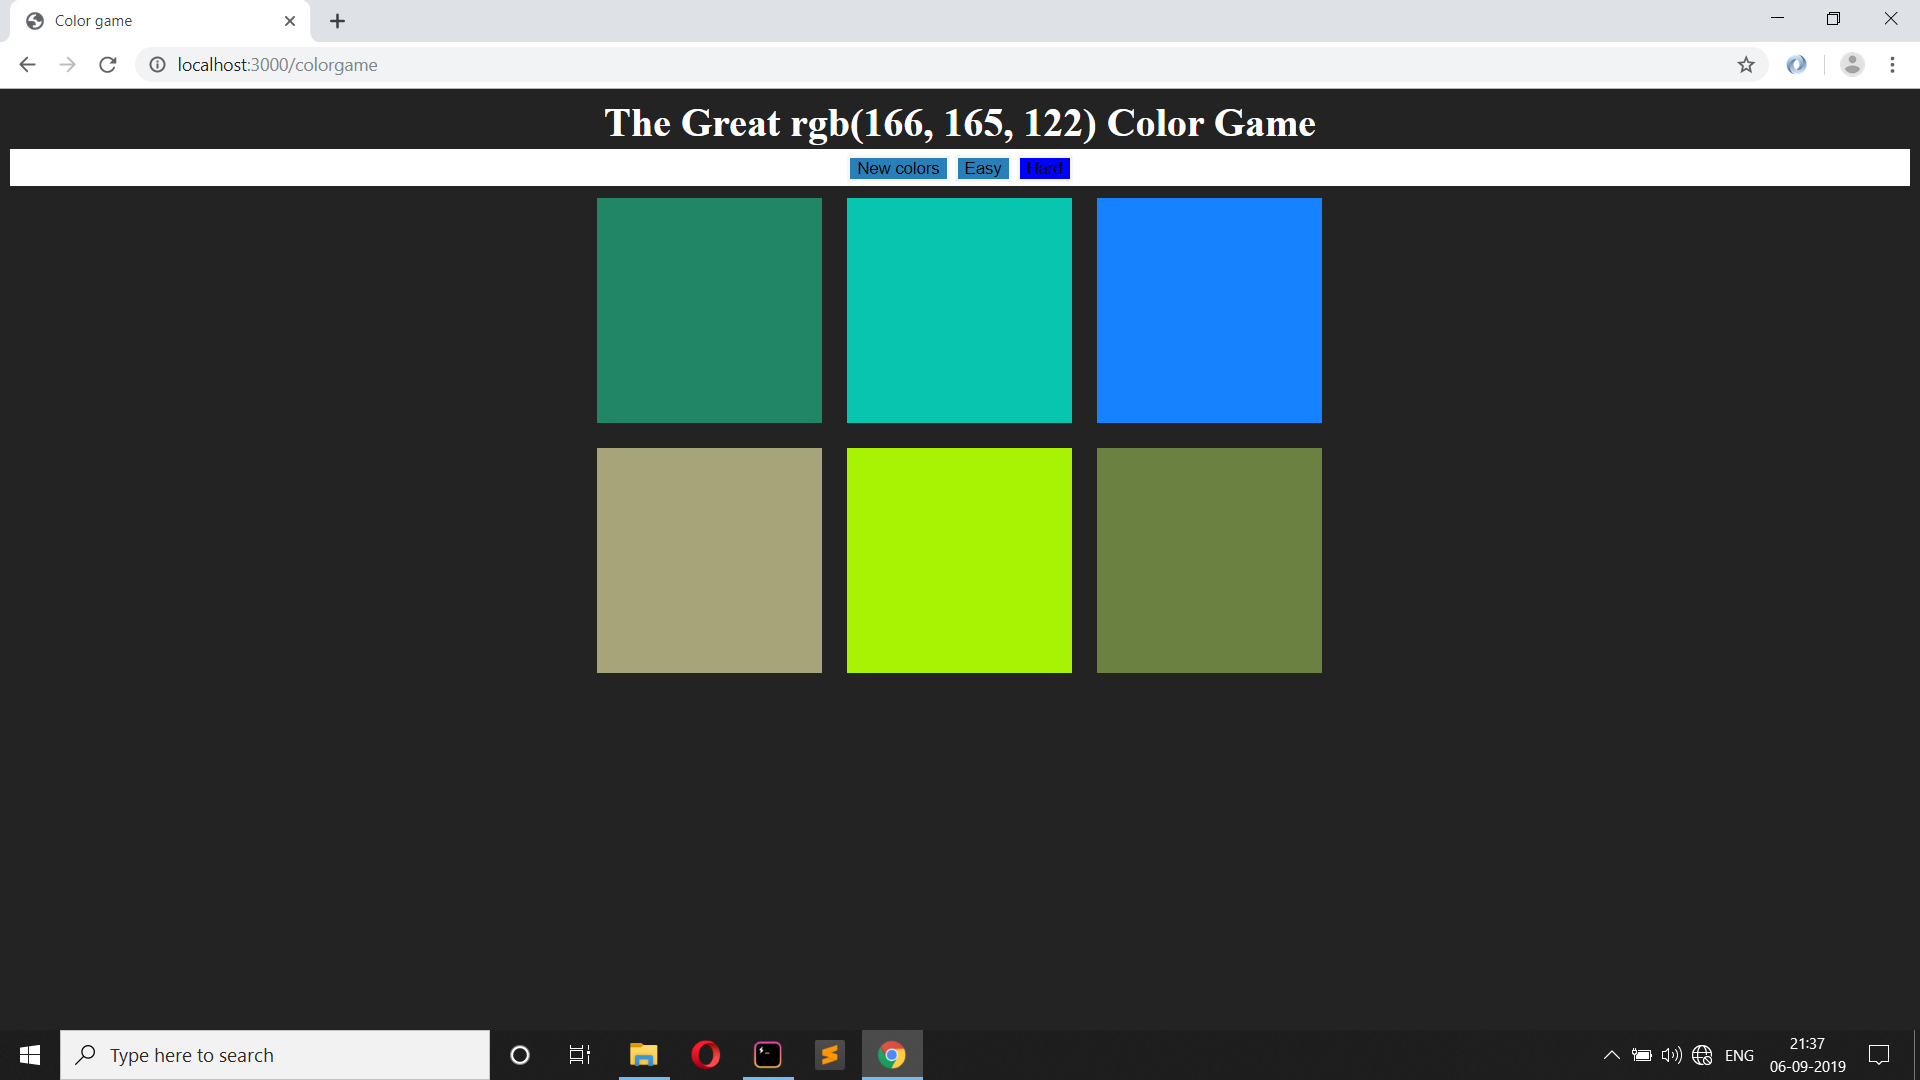 Color game
localhost:3000/colorgame
The Great rgb(166, 165, 122) Color Game
New colors Easy Hard
Type here to search
ENG
21:37
06-09-2019